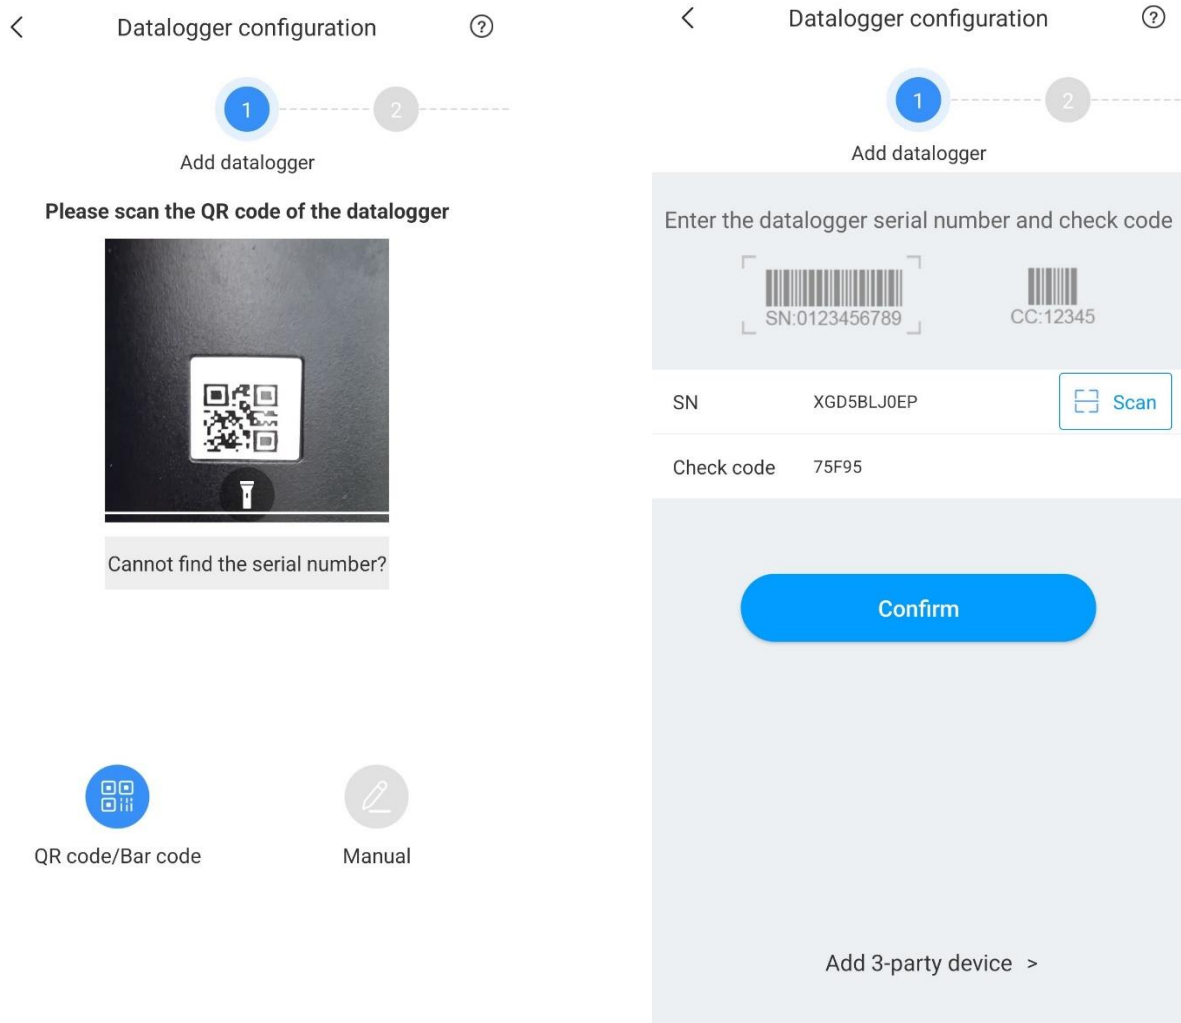 Datalogger configuration
1
2
Add datalogger
Please scan the QR code of the datalogger
Cannot find the serial number?
QR code/Bar code
Manual
Datalogger configuration
1
2
Add datalogger
Enter the datalogger serial number and check code
SN:0123456789
CC:12345
SN XGD5BLJ0EP Scan
Check code 75F95
Confirm
Add 3-party device >